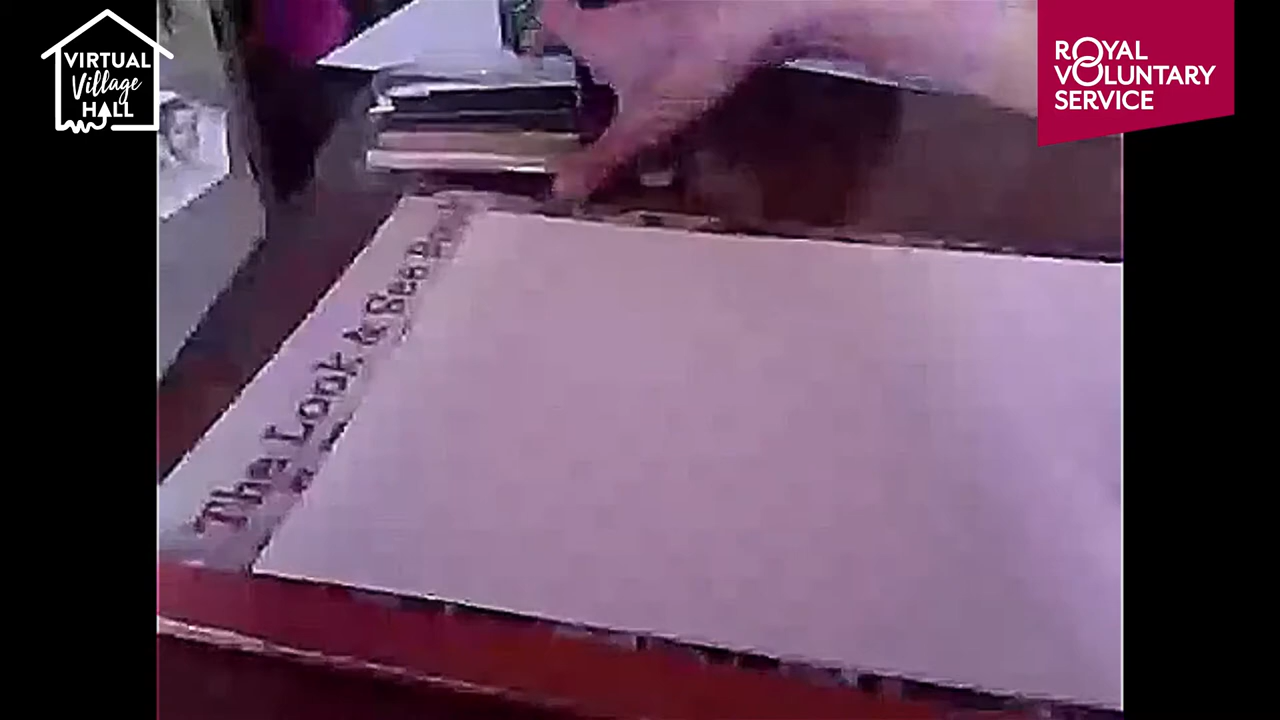 VIRTUAL
Village
HALL
ROYAL
VOLUNTARY
SERVICE
The Look & See